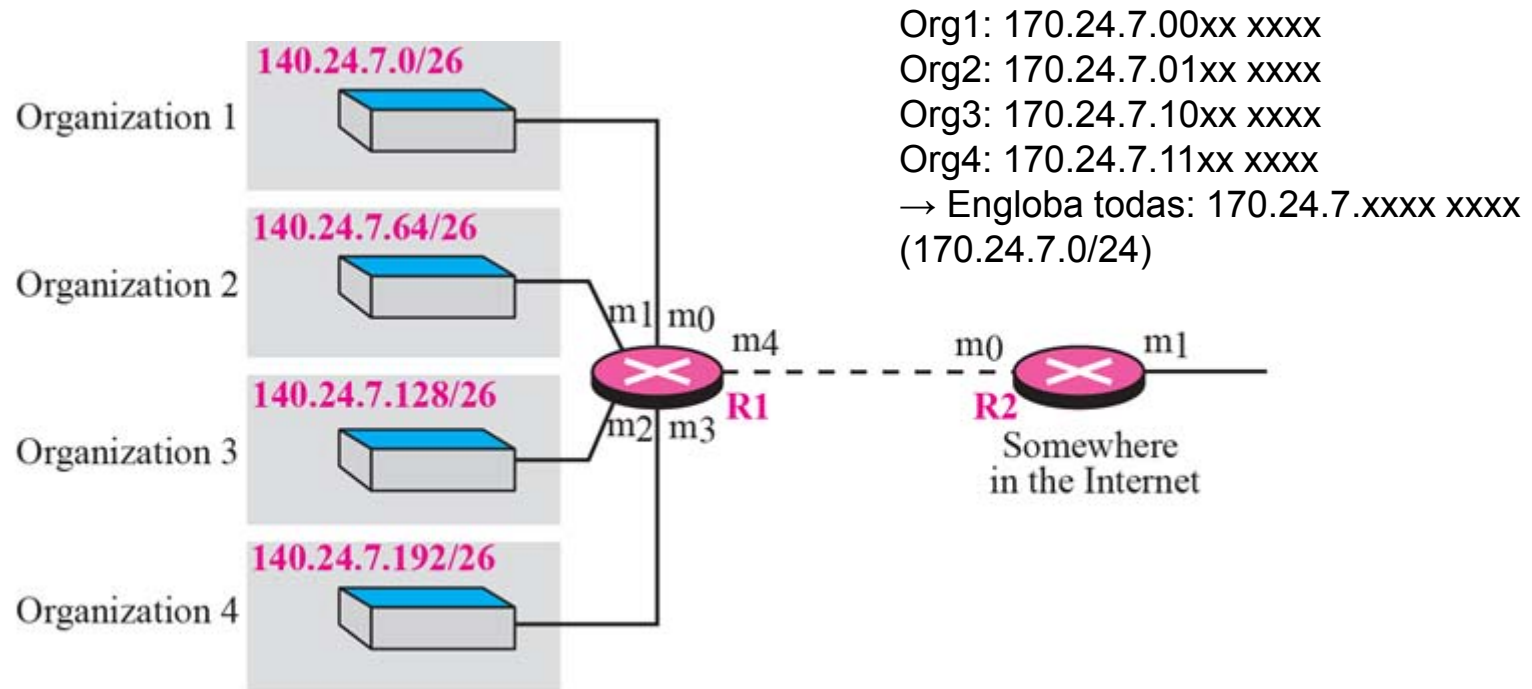 Org1: 170.24.7.00xx xxxx
Org2: 170.24.7.01xx xxxx
Org3: 170.24.7.10xx xxxx
Org4: 170.24.7.11xx xxxx
→ Engloba todas: 170.24.7.xxxx xxxx
(170.24.7.0/24)
140.24.7.0/26
Organization 1
140.24.7.64/26
Organization 2
m1 m0
m4
m0
m1
140.24.7.128/26
R1
R2
m2 m3
Organization 3
Somewhere
in the Internet
140.24.7.192/26
Organization 4